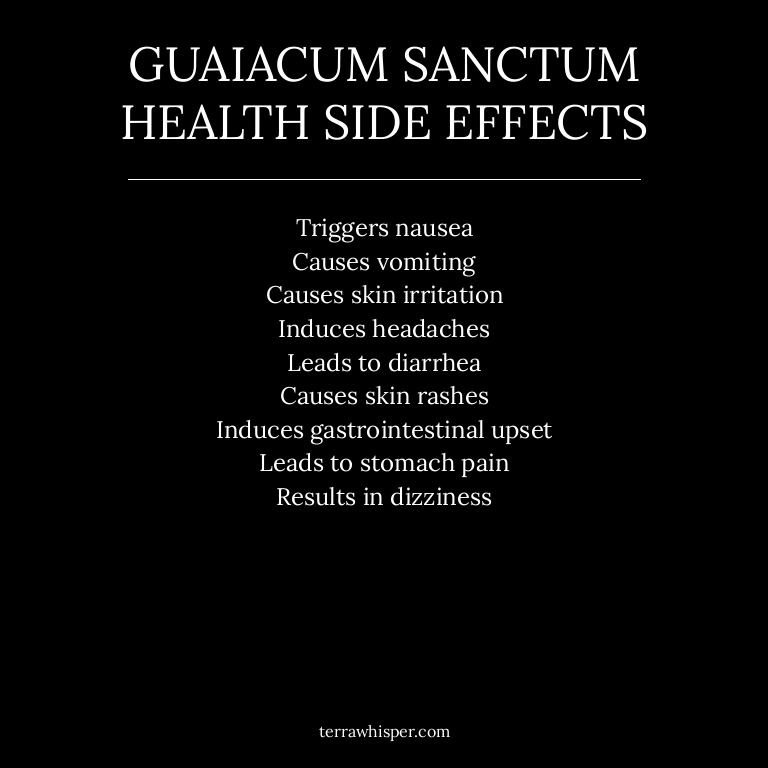 GUAIACUM SANCTUM
HEALTH SIDE EFFECTS
Triggers nausea
Causes vomiting
Causes skin irritation
Induces headaches
Leads to diarrhea
Causes skin rashes
Induces gastrointestinal upset
Leads to stomach pain
Results in dizziness
terrawhisper.com